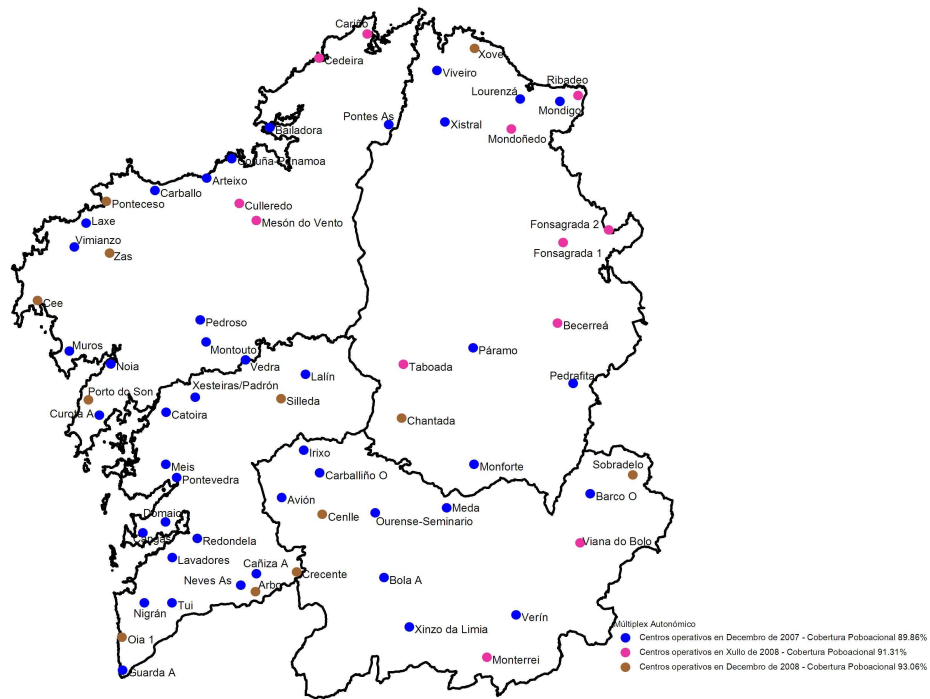 Cariño
Cedeira
Xove
Viveiro
Ribadeo
Lourenzá
Mondigo
Pontes As
Xistral
Mondoñedo
Bailadora
Coruña-Penamoa
Arteixo
Carballo
Ponteceso
Culleredo
Mesón do Vento
Laxe
Vimianzo
Zas
Fonsagrada 2
Fonsagrada 1
Cee
Pedroso
Becerreá
Montouto
Muros
Páramo
Vedra
Noia
Taboada
Lalín
Pedrafita
Xesteiras/Padrón
Porto do Son
Silleda
Curota A
Catoira
Chantada
Irixo
Meis
Monforte
Sobradelo
Pontevedra
Carballiño O
Barco O
Avión
Meda
Domaio
Cenlle
Ourense-Seminario
Cangas
Redondela
Viana do Bolo
Lavadores
Cañiza A
Crecente
Bola A
Neves As
Arbo
Nigrán
Tui
Verín
Xinzo da Limia
Múltiplex Autonómico
Oia 1
Centros operativos en Decembro de 2007 - Cobertura Poboacional 89.86%
Monterrei
Centros operativos en Xullo de 2008 - Cobertura Poboacional 91.31%
Guarda A
Centros operativos en Decembro de 2008 - Cobertura Poboacional 93.06%